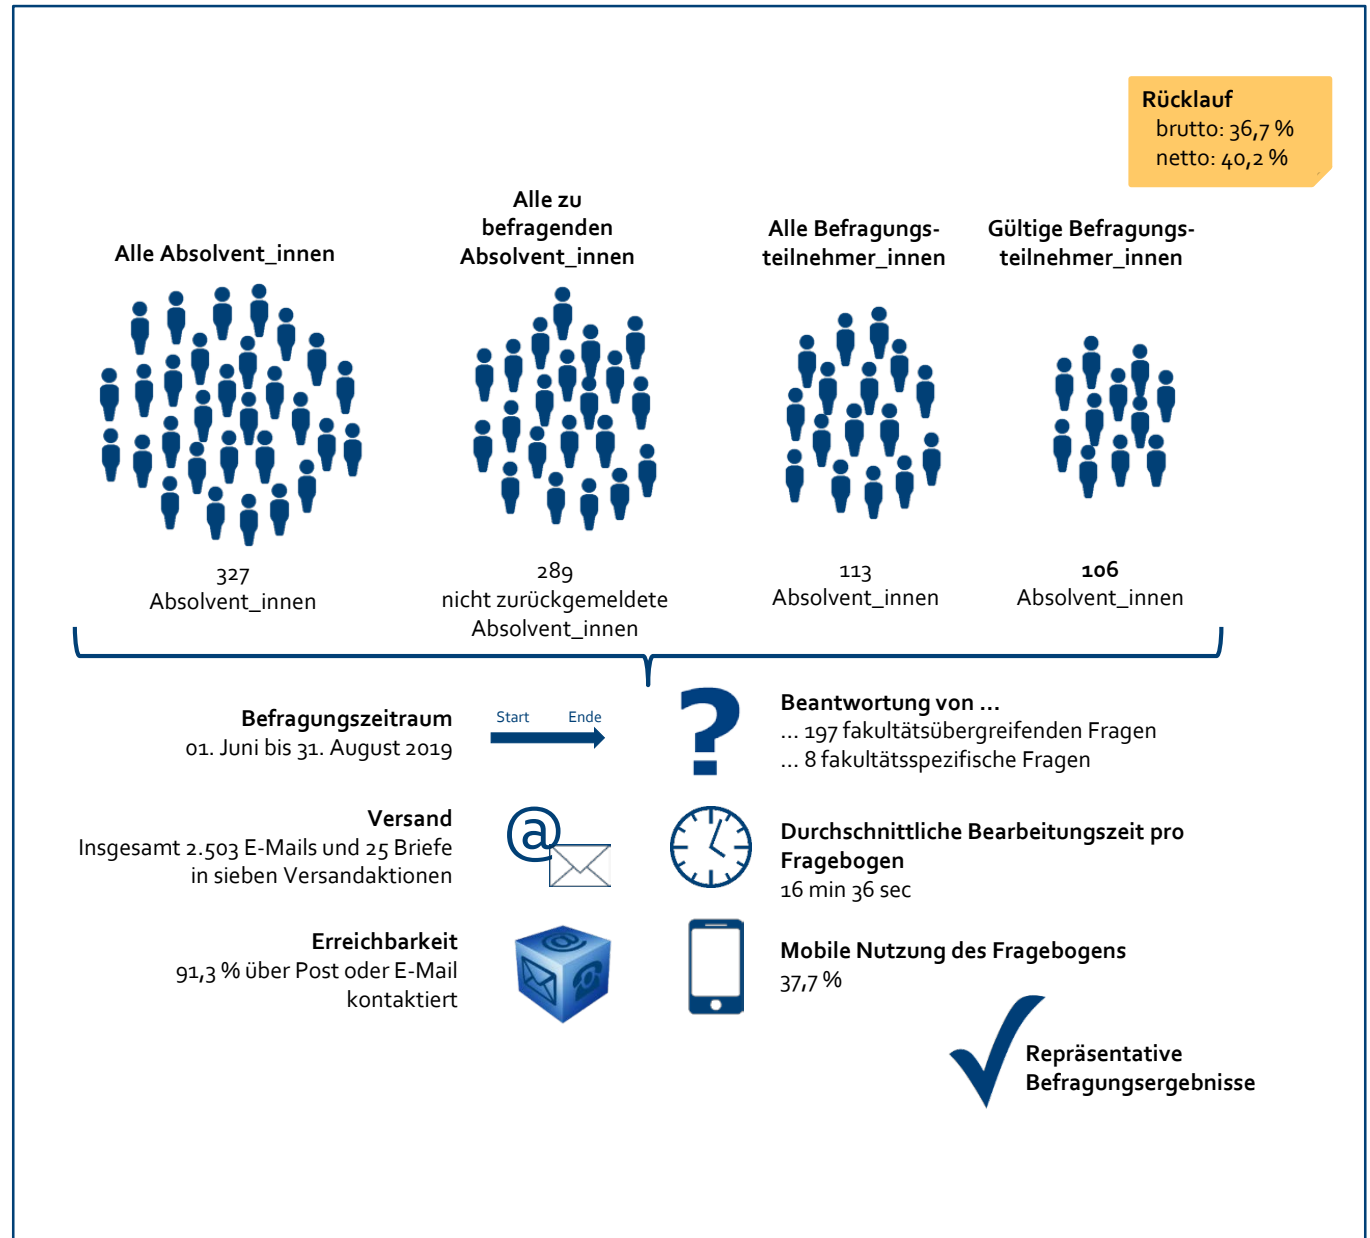 Rücklauf
brutto: 36,7 %
netto: 40,2 %
Alle Absolvent_innen
Alle zu
befragenden
Absolvent_innen
Alle Befragungs-
teilnehmer_innen
Gültige Befragungs-
teilnehmer_innen
327
Absolvent_innen
289
nicht zurückgemeldete
Absolvent_innen
113
Absolvent_innen
106
Absolvent_innen
Befragungszeitraum
01. Juni bis 31. August 2019
Start Ende
?
Beantwortung von ...
... 197 fakultätsübergreifenden Fragen
... 8 fakultätsspezifische Fragen
Versand
Insgesamt 2.503 E-Mails und 25 Briefe
in sieben Versandaktionen
@
Durchschnittliche Bearbeitungszeit pro
Fragebogen
16 min 36 sec
Erreichbarkeit
91,3 % über Post oder E-Mail
kontaktiert
@
Mobile Nutzung des Fragebogens
37,7 %
Repräsentative
Befragungsergebnisse